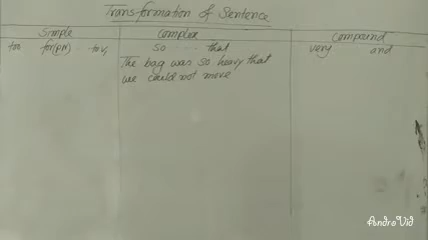 Transformation of Sentence
Simple Complex Compound
too for(PN) .. to v₁ so .... that very and
The bag was so heavy that
we could not move
AndroVid